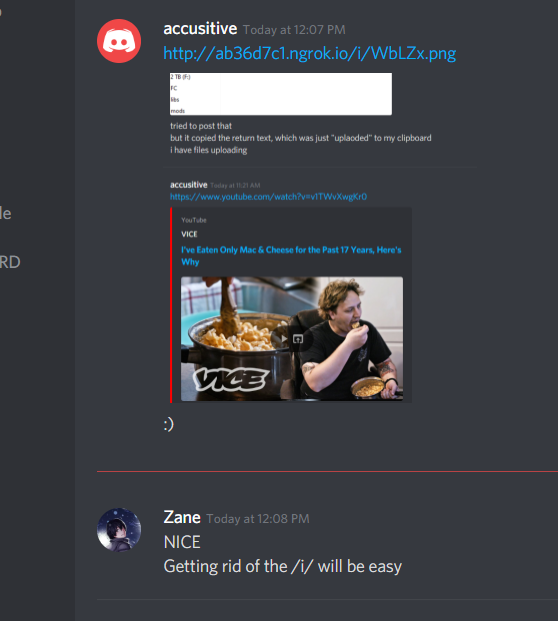 accusitive Today at 12:07 PM
http://ab36d7c1.ngrok.io/i/WbLZx.png
2 TB (F:)
FC
libs
mods
tried to post that
but it copied the return text, which was just "uplaoded" to my clipboard
i have files uploading
accusitive Today at 11:21 AM
https://www.youtube.com/watch?v=v1TWvXwgKr0
YouTube
VICE
I've Eaten Only Mac & Cheese for the Past 17 Years, Here's
Why
VICE
:)
le
RD
Zane Today at 12:08 PM
NICE
Getting rid of the /i/ will be easy